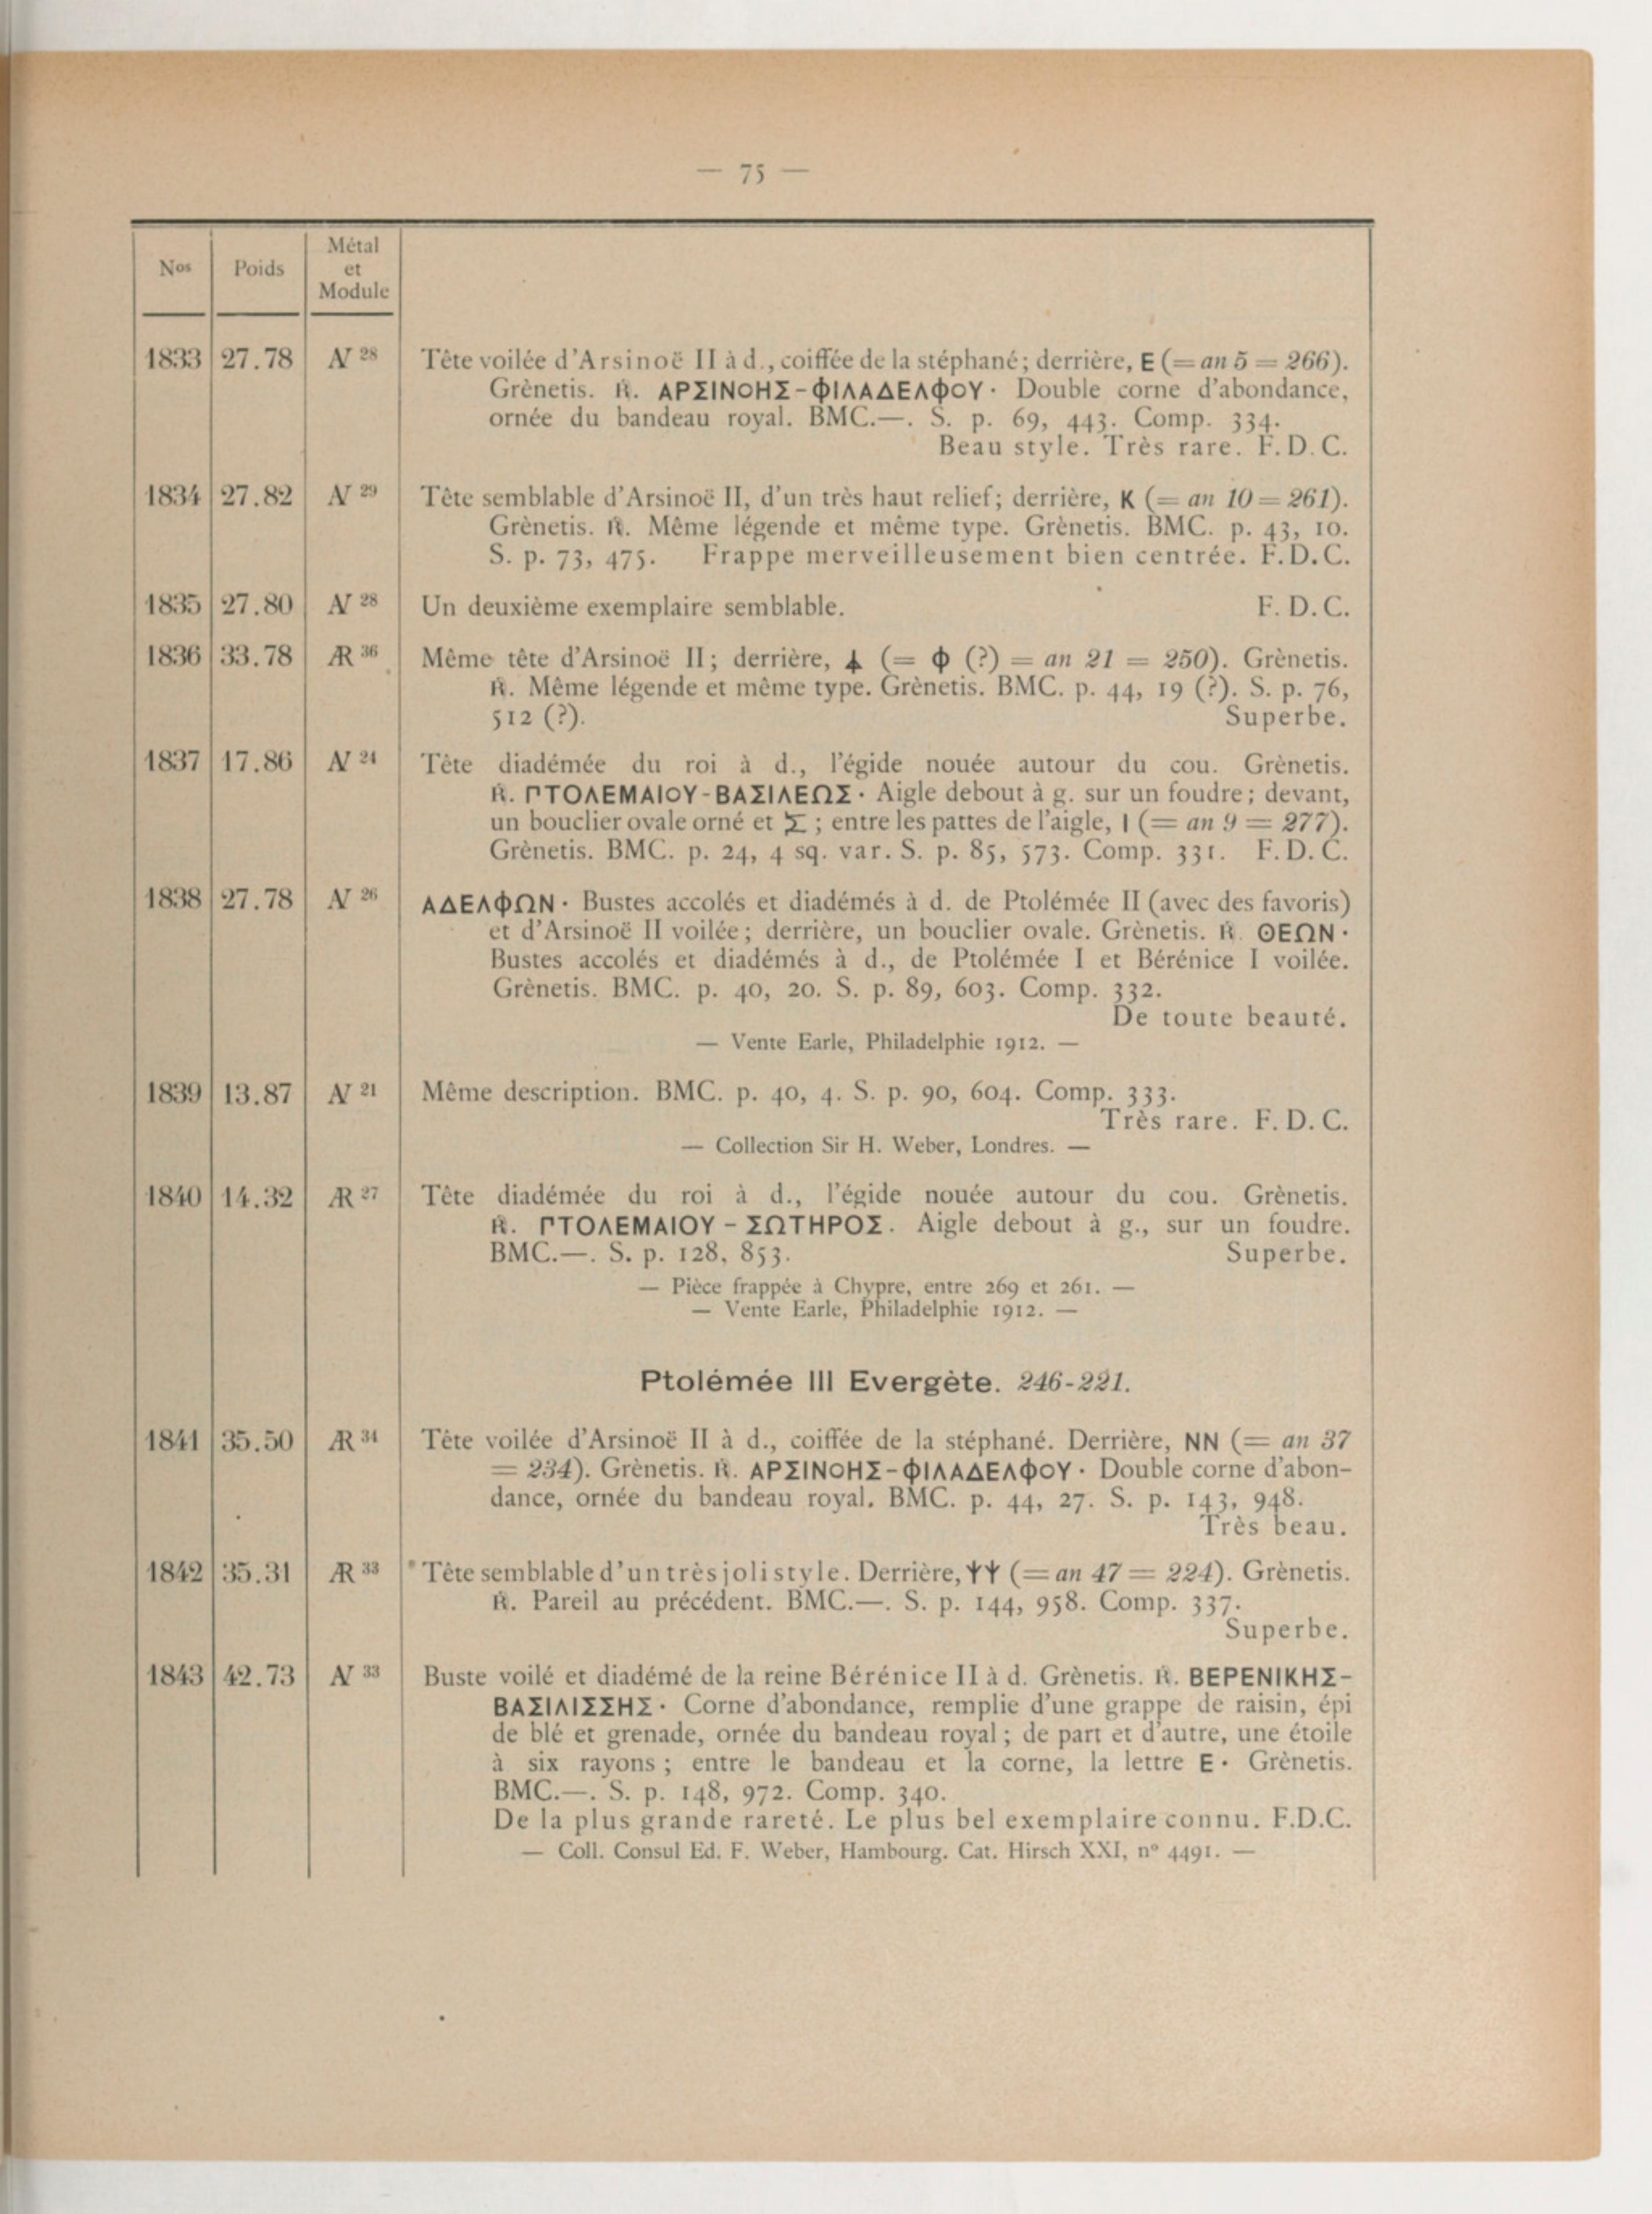 — 75 —
Nos Poids Métal et Module
1833 27.78 N 28 Tête voilée d'Arsinoë II à d., coiffée de la stéphané; derrière, E (= an 5 = 266).
Grènetis. R. ΑΡΣΙΝΟΗΣ-ΦΙΛΑΔΕΛΦΟΥ · Double corne d'abondance,
ornée du bandeau royal. BMC.—. S. p. 69, 443. Comp. 334.
Beau style. Très rare. F.D.C.
1834 27.82 N 29 Tête semblable d'Arsinoë II, d'un très haut relief; derrière, K (= an 10 = 261).
Grènetis. R. Même légende et même type. Grènetis. BMC. p. 43, 10.
S. p. 73, 475. Frappe merveilleusement bien centrée. F.D.C.
1835 27.80 N 28 Un deuxième exemplaire semblable. F.D.C.
1836 33.78 ÆR 36 Même tête d'Arsinoë II; derrière, (= Φ (?) = an 21 = 250). Grènetis.
R. Même légende et même type. Grènetis. BMC. p. 44, 19 (?). S. p. 76,
512 (?). Superbe.
1837 17.86 N 24 Tête diadémée du roi à d., l'égide nouée autour du cou. Grènetis.
R. ΠΤΟΛΕΜΑΙΟΥ-ΒΑΣΙΛΕΩΣ · Aigle debout à g. sur un foudre; devant,
un bouclier ovale orné et Σ ; entre les pattes de l'aigle, I (= an 9 = 277).
Grènetis. BMC. p. 24, 4 sq. var. S. p. 85, 573. Comp. 331. F.D.C.
1838 27.78 N 26 ΑΔΕΛΦΩΝ · Bustes accolés et diadémés à d. de Ptolémée II (avec des favoris)
et d'Arsinoë II voilée; derrière, un bouclier ovale. Grènetis. R. ΘΕΩΝ ·
Bustes accolés et diadémés à d., de Ptolémée I et Bérénice I voilée.
Grènetis. BMC. p. 40, 20. S. p. 89, 603. Comp. 332.
De toute beauté.
— Vente Earle, Philadelphie 1912. —
1839 13.87 N 21 Même description. BMC. p. 40, 4. S. p. 90, 604. Comp. 333.
Très rare. F.D.C.
— Collection Sir H. Weber, Londres. —
1840 14.32 ÆR 27 Tête diadémée du roi à d., l'égide nouée autour du cou. Grènetis.
R. ΠΤΟΛΕΜΑΙΟΥ - ΣΩΤΗΡΟΣ. Aigle debout à g., sur un foudre.
BMC.—. S. p. 128, 853. Superbe.
— Pièce frappée à Chypre, entre 269 et 261. —
— Vente Earle, Philadelphie 1912. —
Ptolémée III Evergète. 246-221.
1841 35.50 ÆR 34 Tête voilée d'Arsinoë II à d., coiffée de la stéphané. Derrière, NN (= an 37
= 234). Grènetis. R. ΑΡΣΙΝΟΗΣ-ΦΙΛΑΔΕΛΦΟΥ · Double corne d'abon-
dance, ornée du bandeau royal. BMC. p. 44, 27. S. p. 143, 948.
Très beau.
1842 35.31 ÆR 33 Tête semblable d'un très joli style. Derrière, ΨΨ (= an 47 = 224). Grènetis.
R. Pareil au précédent. BMC.—. S. p. 144, 958. Comp. 337.
Superbe.
1843 42.73 N 33 Buste voilé et diadémé de la reine Bérénice II à d. Grènetis. R. ΒΕΡΕΝΙΚΗΣ-
ΒΑΣΙΛΙΣΣΗΣ · Corne d'abondance, remplie d'une grappe de raisin, épi
de blé et grenade, ornée du bandeau royal ; de part et d'autre, une étoile
à six rayons ; entre le bandeau et la corne, la lettre E · Grènetis.
BMC.—. S. p. 148, 972. Comp. 340.
De la plus grande rareté. Le plus bel exemplaire connu. F.D.C.
— Coll. Consul Ed. F. Weber, Hambourg. Cat. Hirsch XXI, n° 4491. —